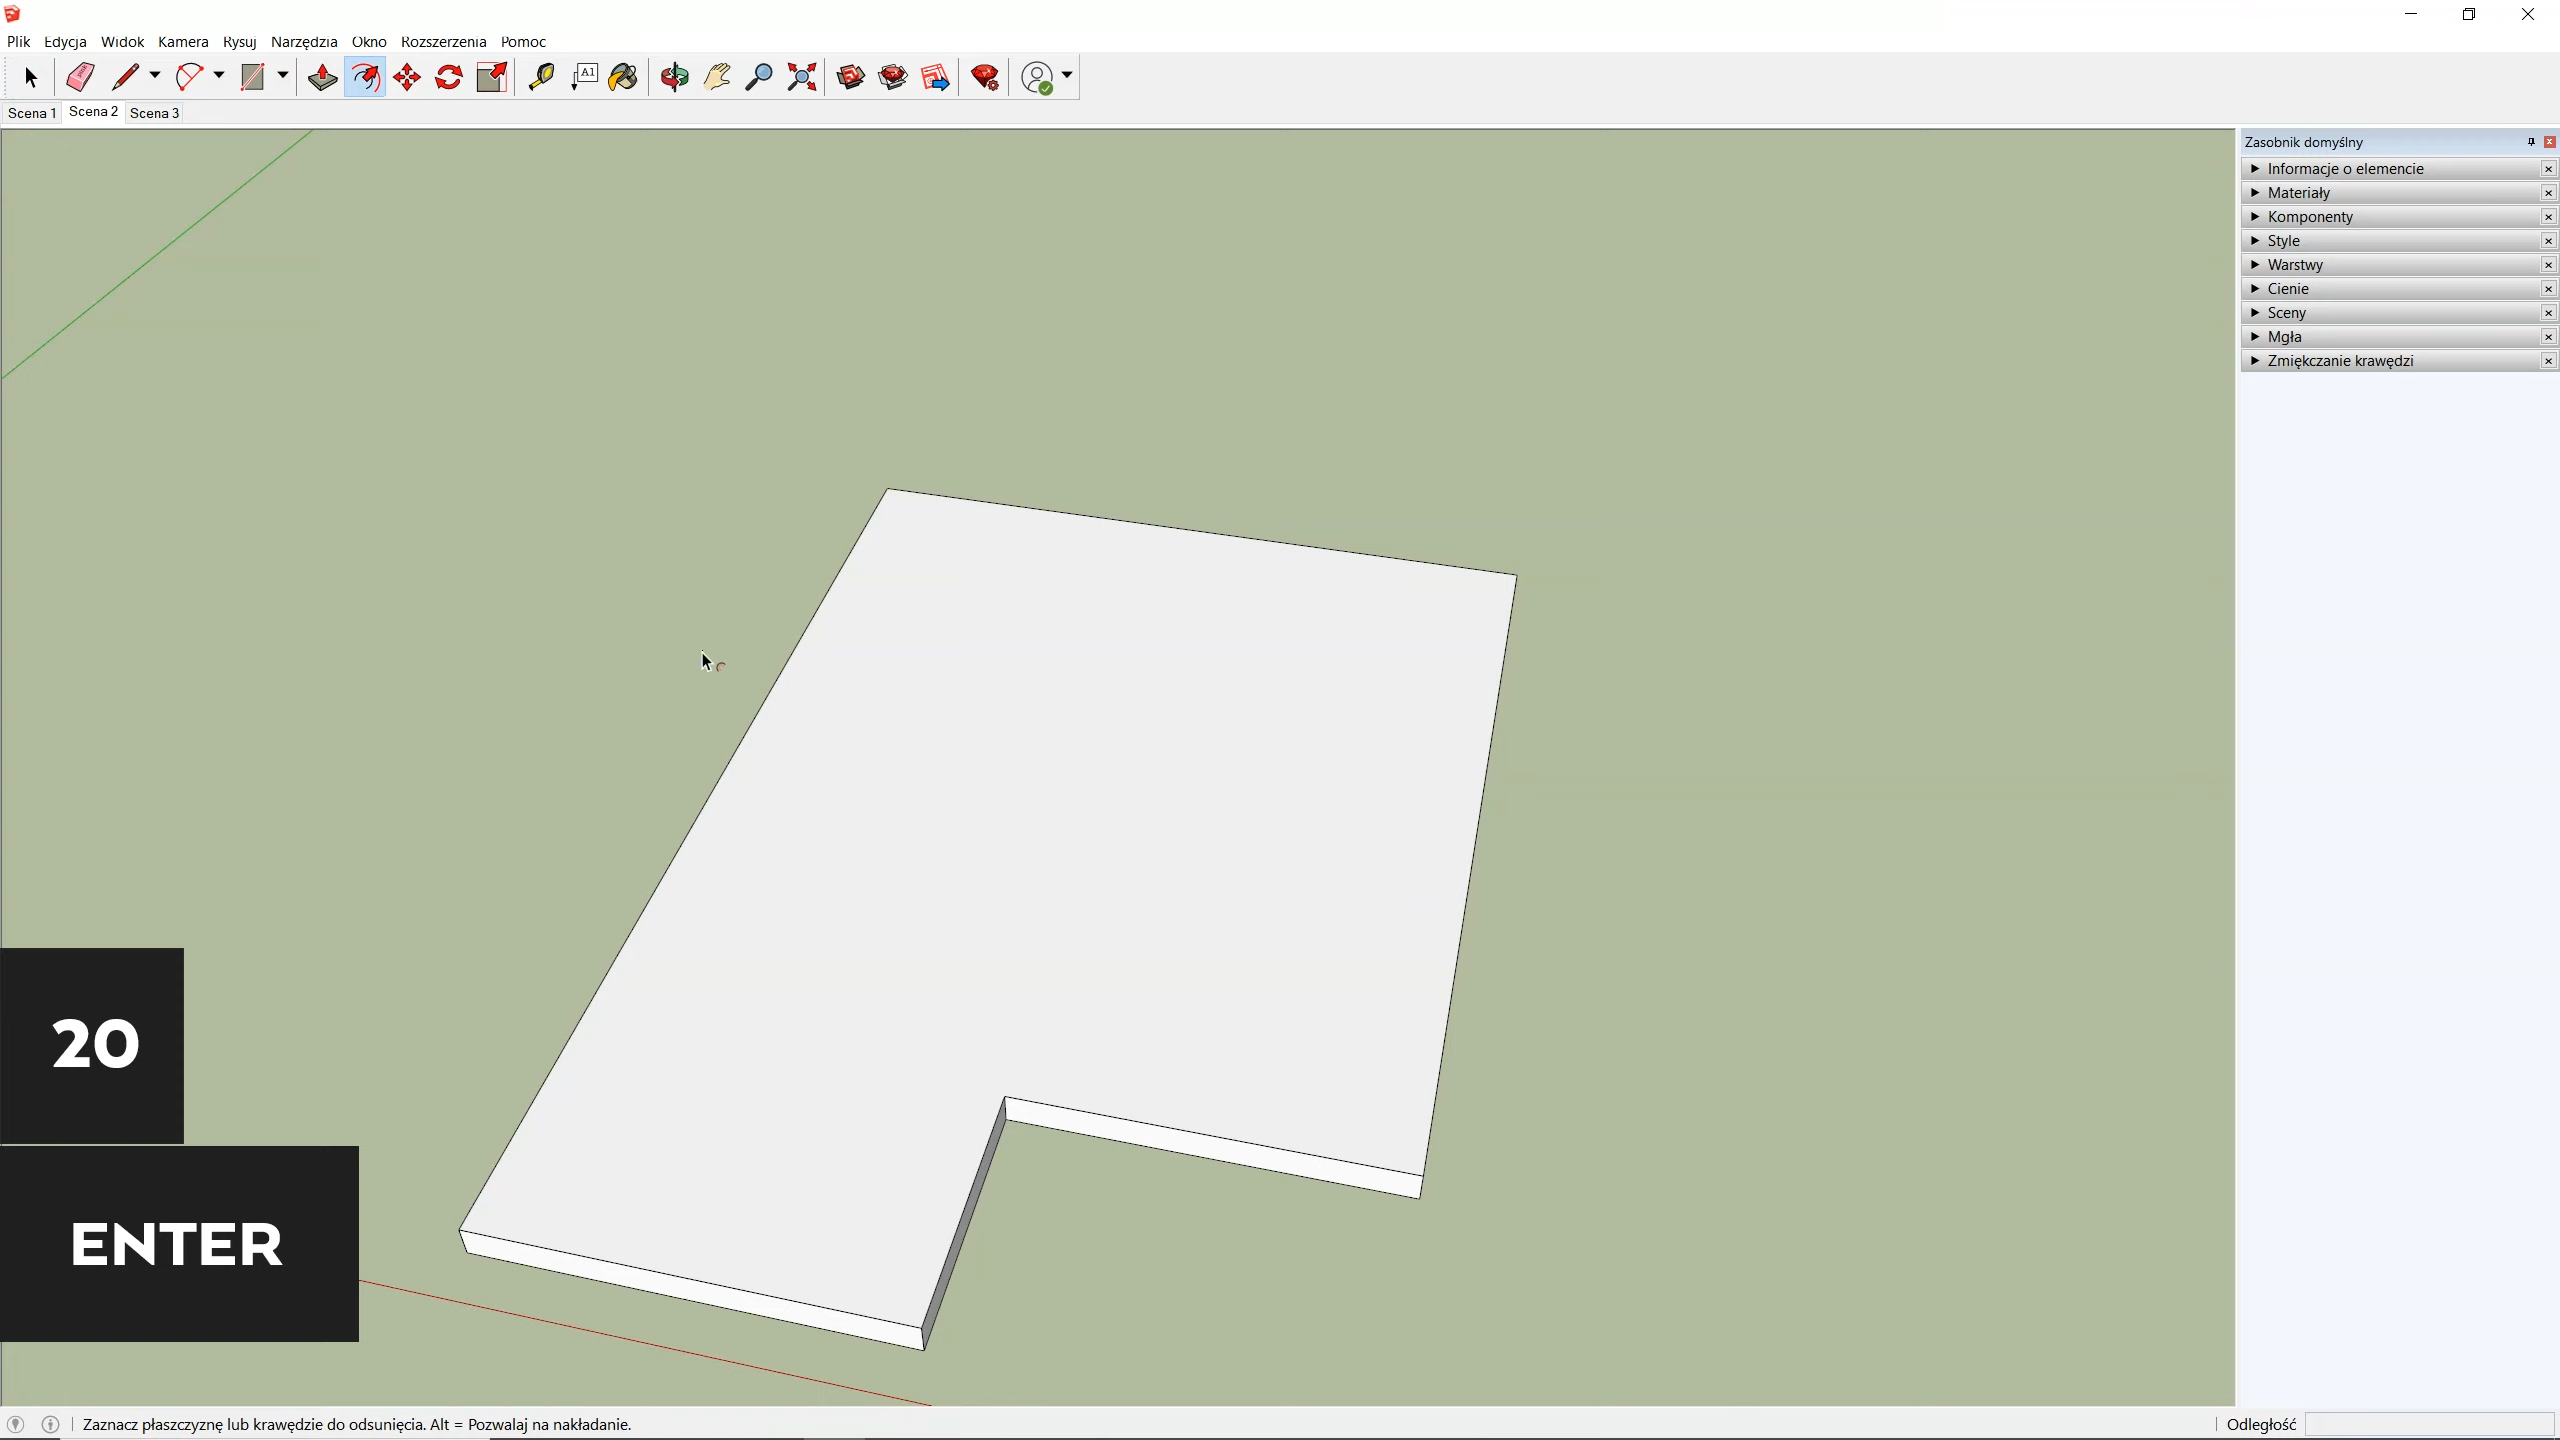 Plik Edycja Widok Kamera Rysuj Narzędzia Okno Rozszerzenia Pomoc
A1
Scena 1 Scena 2 Scena 3
Zasobnik domyślny
Informacje o elemencie
Materiały
Komponenty
Style
Warstwy
Cienie
Sceny
Mgła
Zmiękczanie krawędzi
20
ENTER
Zaznacz płaszczyznę lub krawędzie do odsunięcia. Alt = Pozwalaj na nakładanie.
Odległość